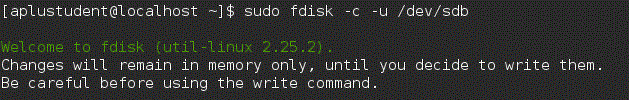 [aplustudent@localhost ~]$ sudo fdisk -c -u /dev/sdb
Welcome to fdisk (util-linux 2.25.2).
Changes will remain in memory only, until you decide to write them.
Be careful before using the write command.